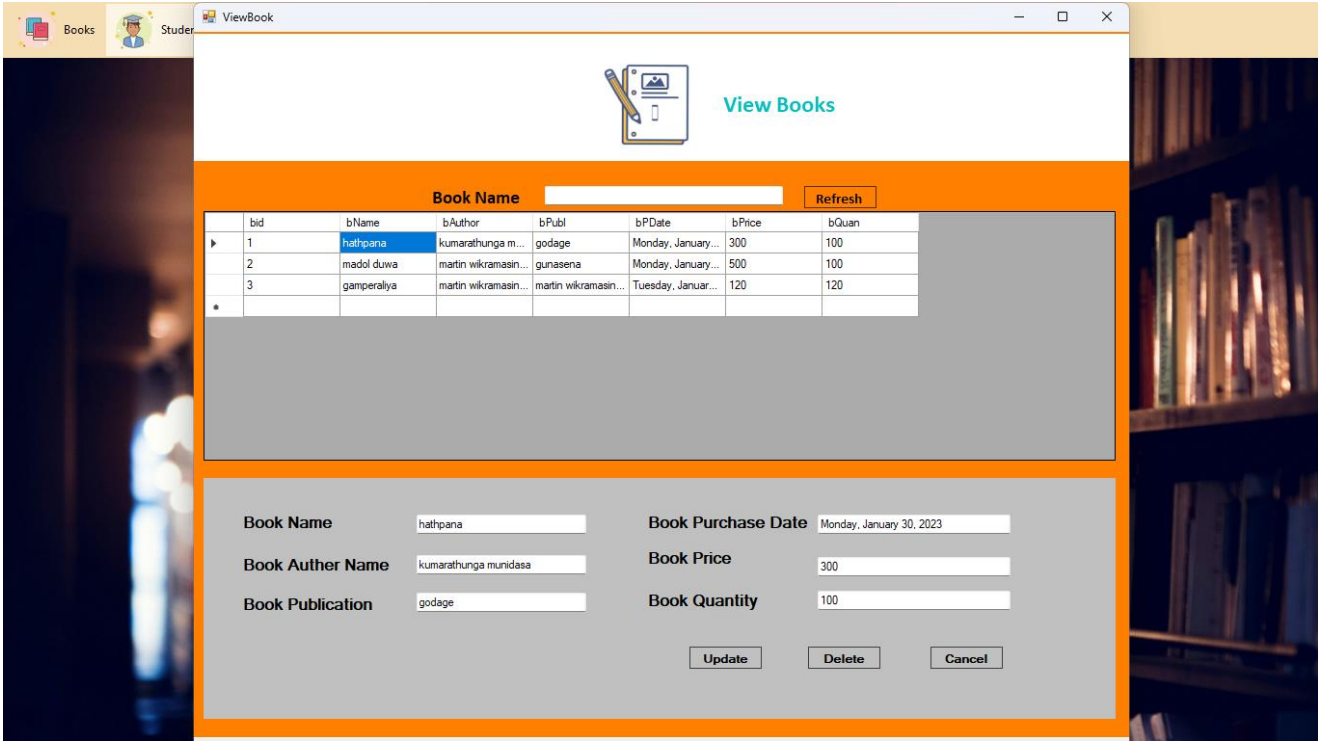 ViewBook
Books
Studen
View Books
Book Name Refresh
bid bName bAuthor bPubl bPDate bPrice bQuan
1 hathpana kumarathunga m... godage Monday, January... 300 100
2 madol duwa martin wikramasin... gunasena Monday, January... 500 100
3 gamperaliya martin wikramasin... martin wikramasin... Tuesday, Januar... 120 120
Book Name hathpana Book Purchase Date Monday, January 30, 2023
Book Auther Name kumarathunga munidasa Book Price 300
Book Publication godage Book Quantity 100
Update Delete Cancel